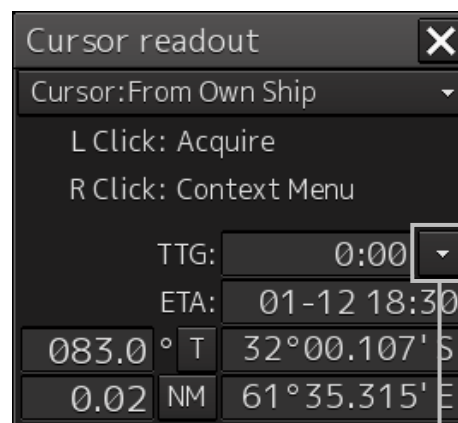 Cursor readout
Cursor:From Own Ship
L Click: Acquire
R Click: Context Menu
TTG: 0:00
ETA: 01-12 18:30
083.0 ° T 32°00.107' S
0.02 NM 61°35.315' E